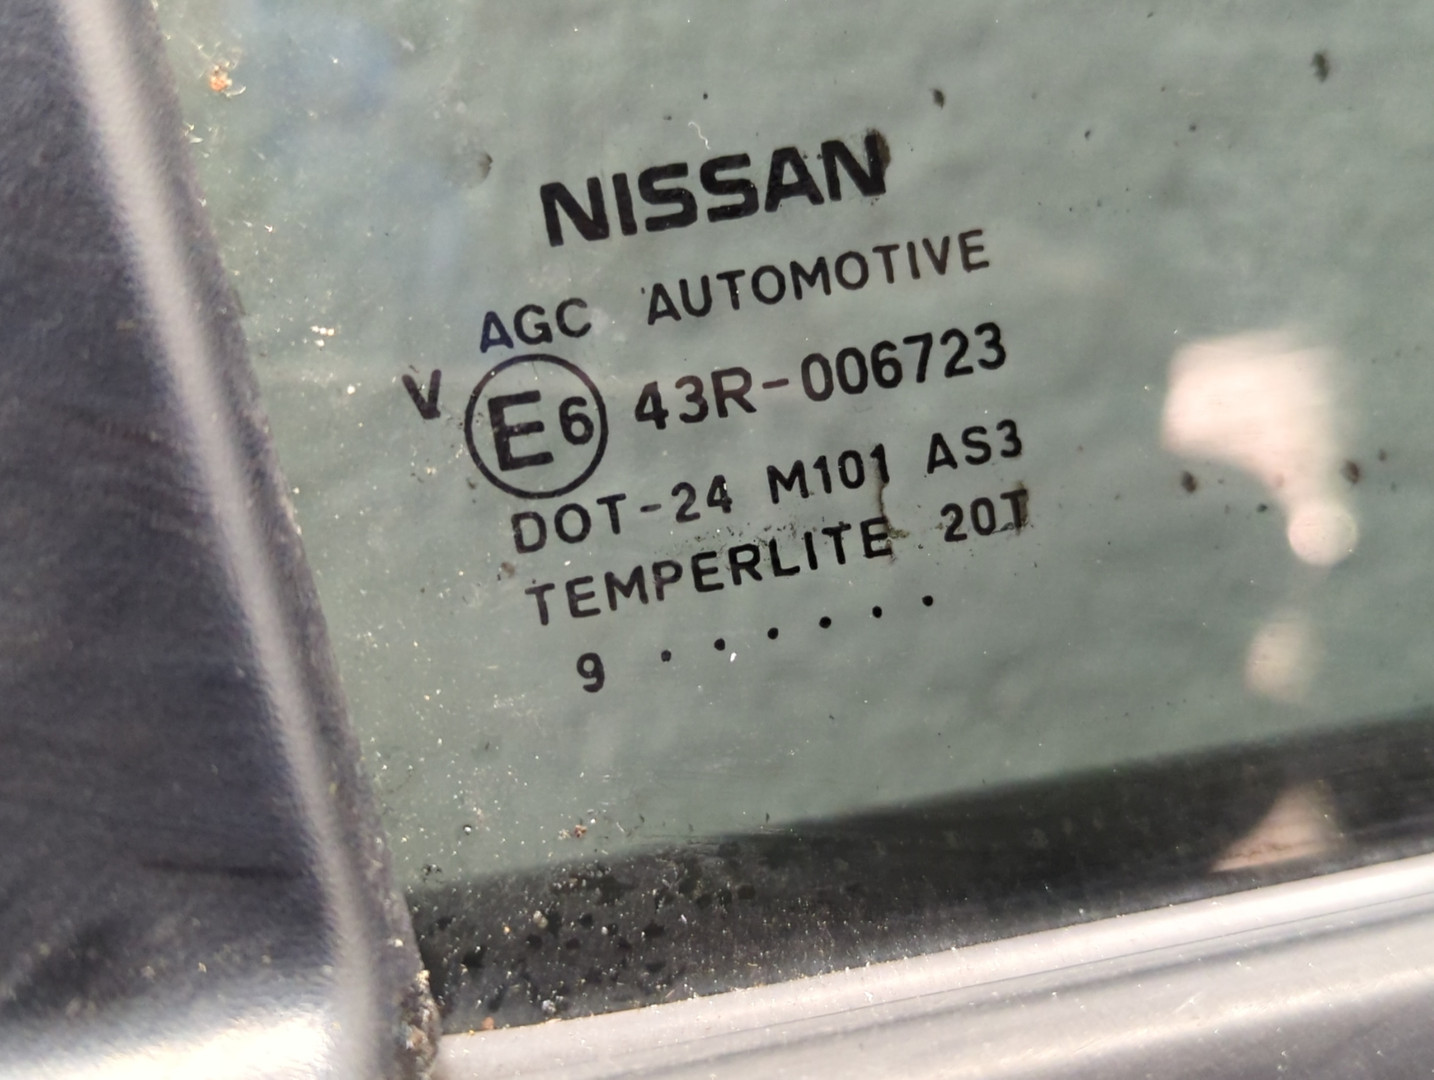 NISSAN
AGC AUTOMOTIVE
V E6 43R-006723
DOT-24 M101 AS3
TEMPERLITE 20T
9 . . . . . .